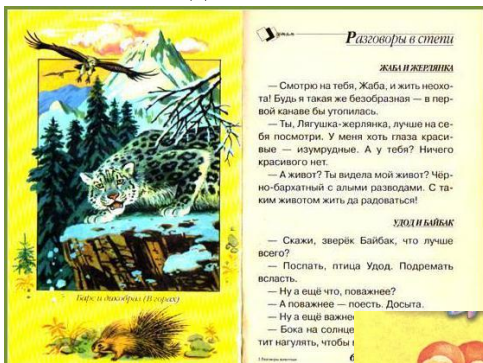 Барс и дикобраз (В горах)
Разговоры в степи
ЖАБА И ЖЕРЛЯНКА
— Смотрю на тебя, Жаба, и жить неохо-
та! Будь я такая же безобразная — в пер-
вой канаве бы утопилась.
— Ты, Лягушка-жерлянка, лучше на се-
бя посмотри. У меня хоть глаза краси-
вые — изумрудные. А у тебя? Ничего
красивого нет.
— А живот? Ты видела мой живот? Чёр-
но-бархатный с алыми разводами. С та-
ким животом жить да радоваться!
УДОД И БАЙБАК
— Скажи, зверёк Байбак, что лучше
всего?
— Поспать, птица Удод. Подремать
всласть.
— Ну а ещё что, поважнее?
— А поважнее — поесть. Досыта.
— Ну а ещё важне
— Бока на солнце
тит нагулять, чтобы